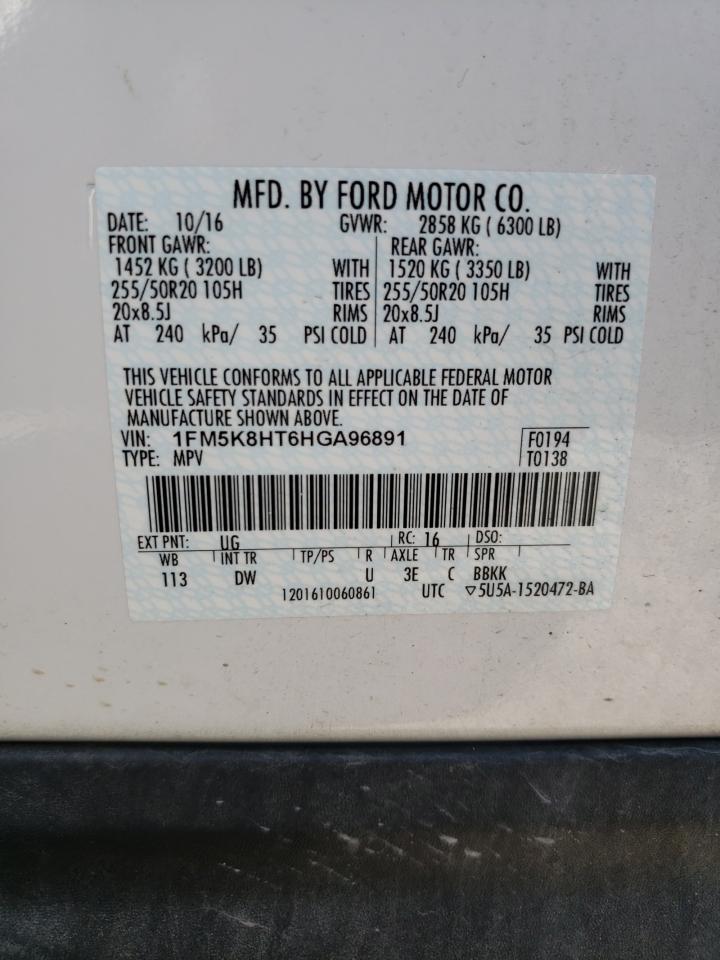 MFD. BY FORD MOTOR CO.
DATE: 10/16 GVWR: 2858 KG ( 6300 LB)
FRONT GAWR: REAR GAWR:
1452 KG ( 3200 LB) WITH 1520 KG ( 3350 LB) WITH
255/50R20 105H TIRES 255/50R20 105H TIRES
20x8.5J RIMS 20x8.5J RIMS
AT 240 kPa/ 35 PSI COLD AT 240 kPa/ 35 PSI COLD
THIS VEHICLE CONFORMS TO ALL APPLICABLE FEDERAL MOTOR
VEHICLE SAFETY STANDARDS IN EFFECT ON THE DATE OF
MANUFACTURE SHOWN ABOVE.
VIN: 1FM5K8HT6HGA96891 F0194
TYPE: MPV T0138
EXT PNT: UG RC: 16 DSO:
WB INT TR TP/PS R AXLE TR SPR
113 DW U 3E C BBKK
1201610060861 UTC ▽5U5A-1520472-BA